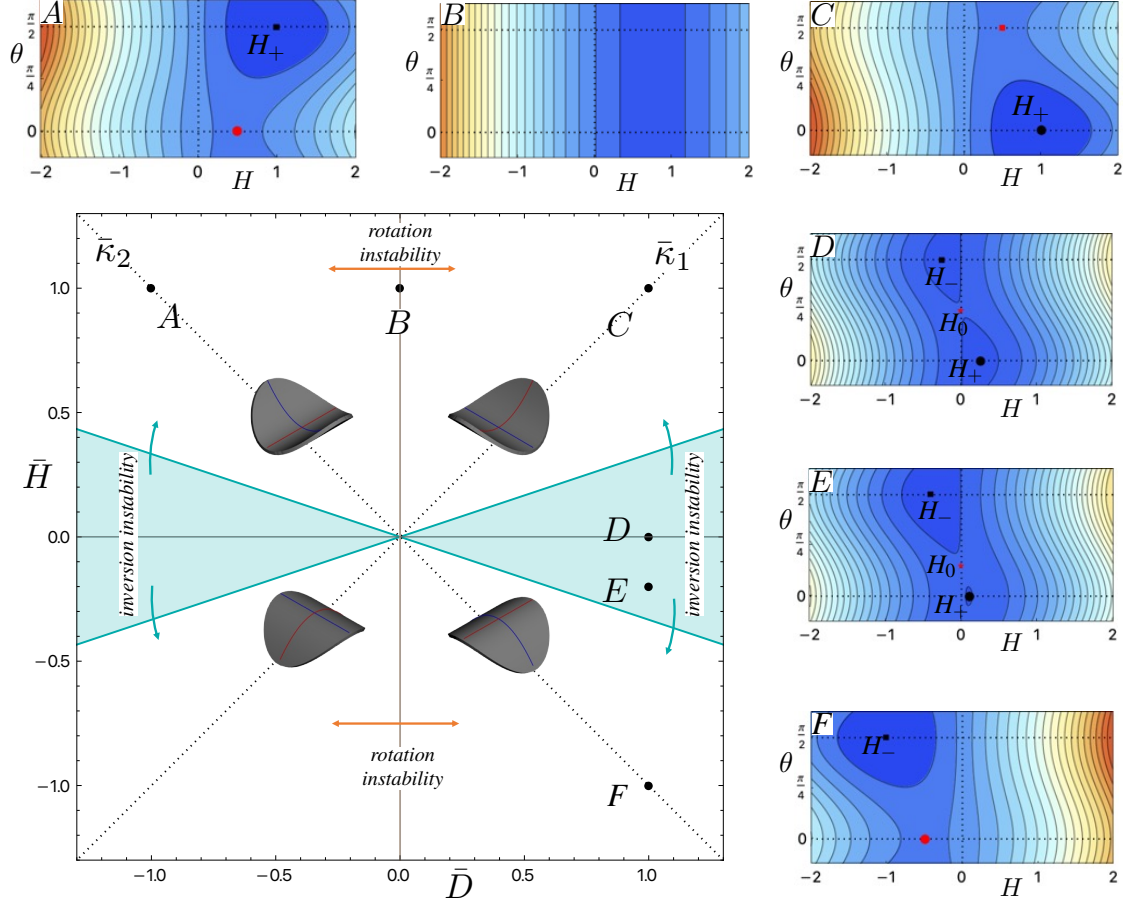 A
θ
π/2
π/4
0
H₊
−2
−1
0
1
2
H
B
θ
π/2
π/4
0
−2
−1
0
1
2
H
C
θ
π/2
π/4
0
H₊
−2
−1
0
1
2
H
κ̄₂
rotation
instability
κ̄₁
1.0
A
B
C
0.5
H̄
inversion instability
0.0
D
E
inversion instability
−0.5
rotation
instability
−1.0
F
−1.0
−0.5
0.0
D̄
0.5
1.0
D
θ
π/2
π/4
0
H₋
H₀
H₊
−2
−1
0
1
2
H
E
θ
π/2
π/4
0
H₋
H₀
H₊
−2
−1
0
1
2
H
F
θ
π/2
π/4
0
H₋
−2
−1
0
1
2
H